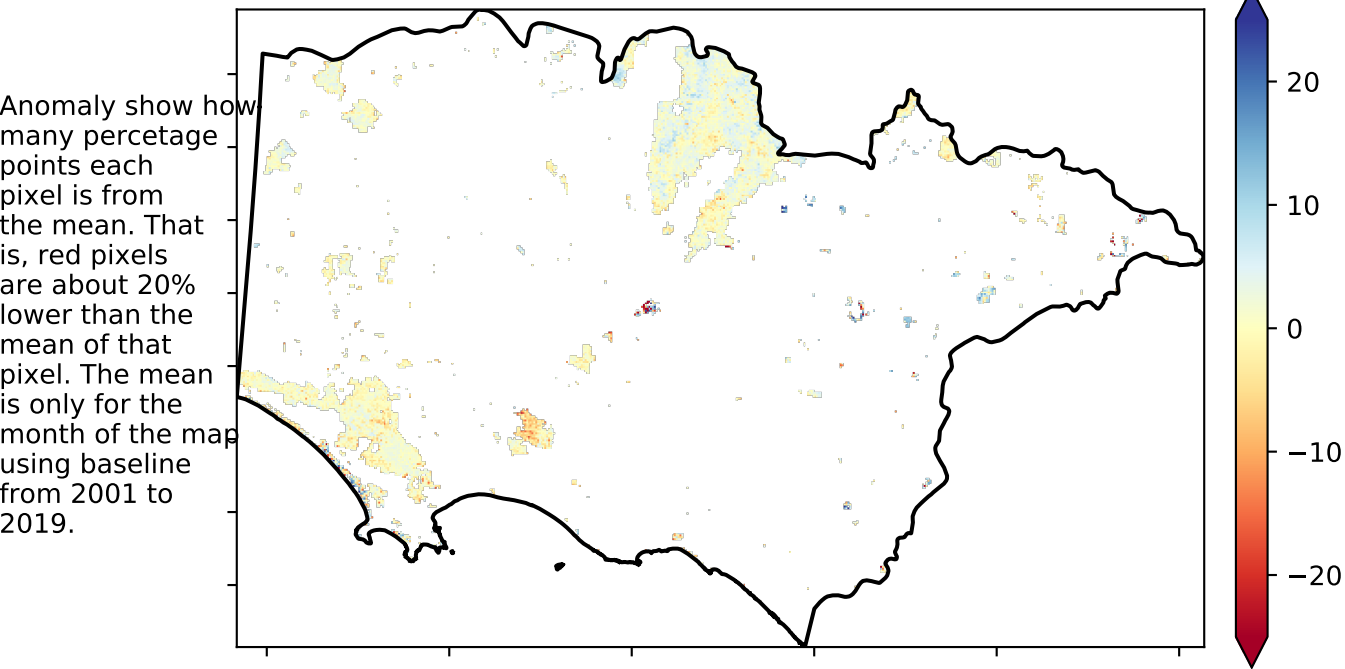 Anomaly show how
many percetage
points each
pixel is from
the mean. That
is, red pixels
are about 20%
lower than the
mean of that
pixel. The mean
is only for the
month of the map
using baseline
from 2001 to
2019.
20
10
0
−10
−20